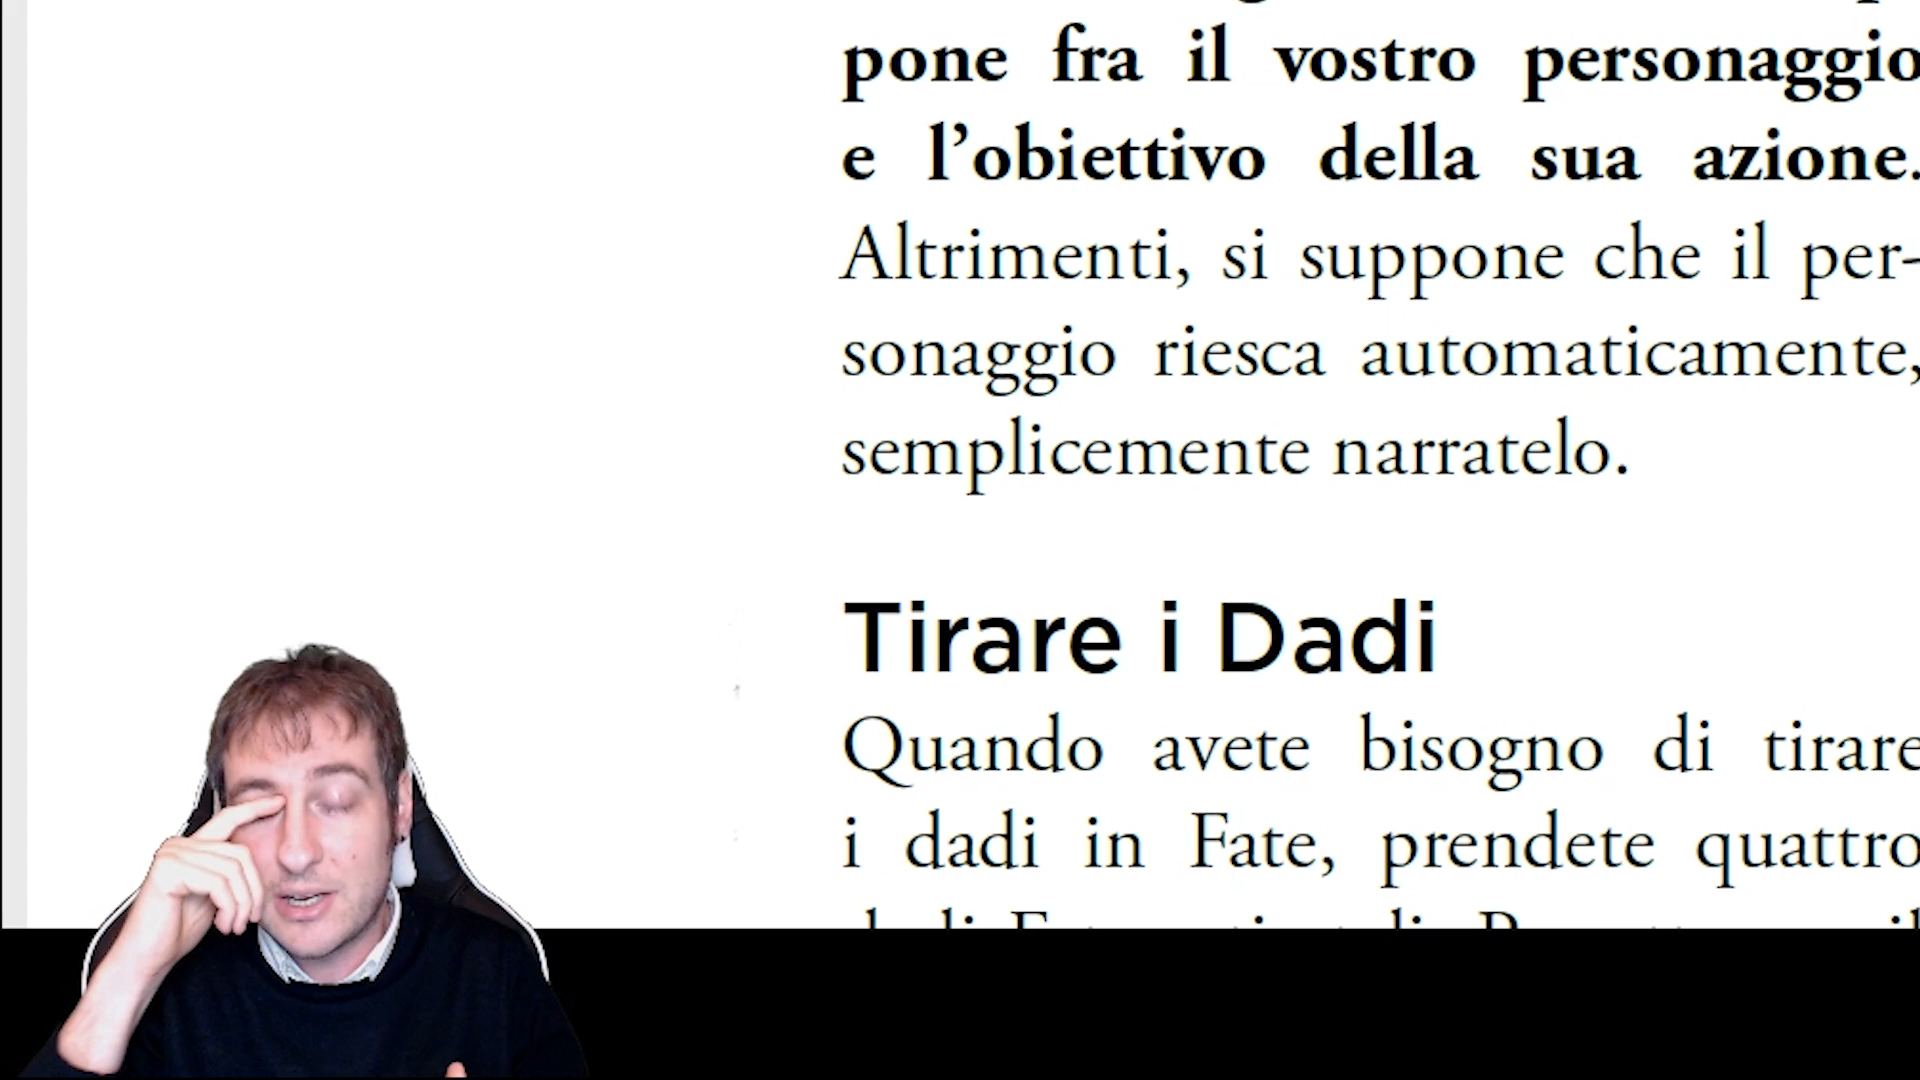 pone fra il vostro personaggio
e l’obiettivo della sua azione.
Altrimenti, si suppone che il per-
sonaggio riesca automaticamente,
semplicemente narratelo.
Tirare i Dadi
Quando avete bisogno di tirare
i dadi in Fate, prendete quattro